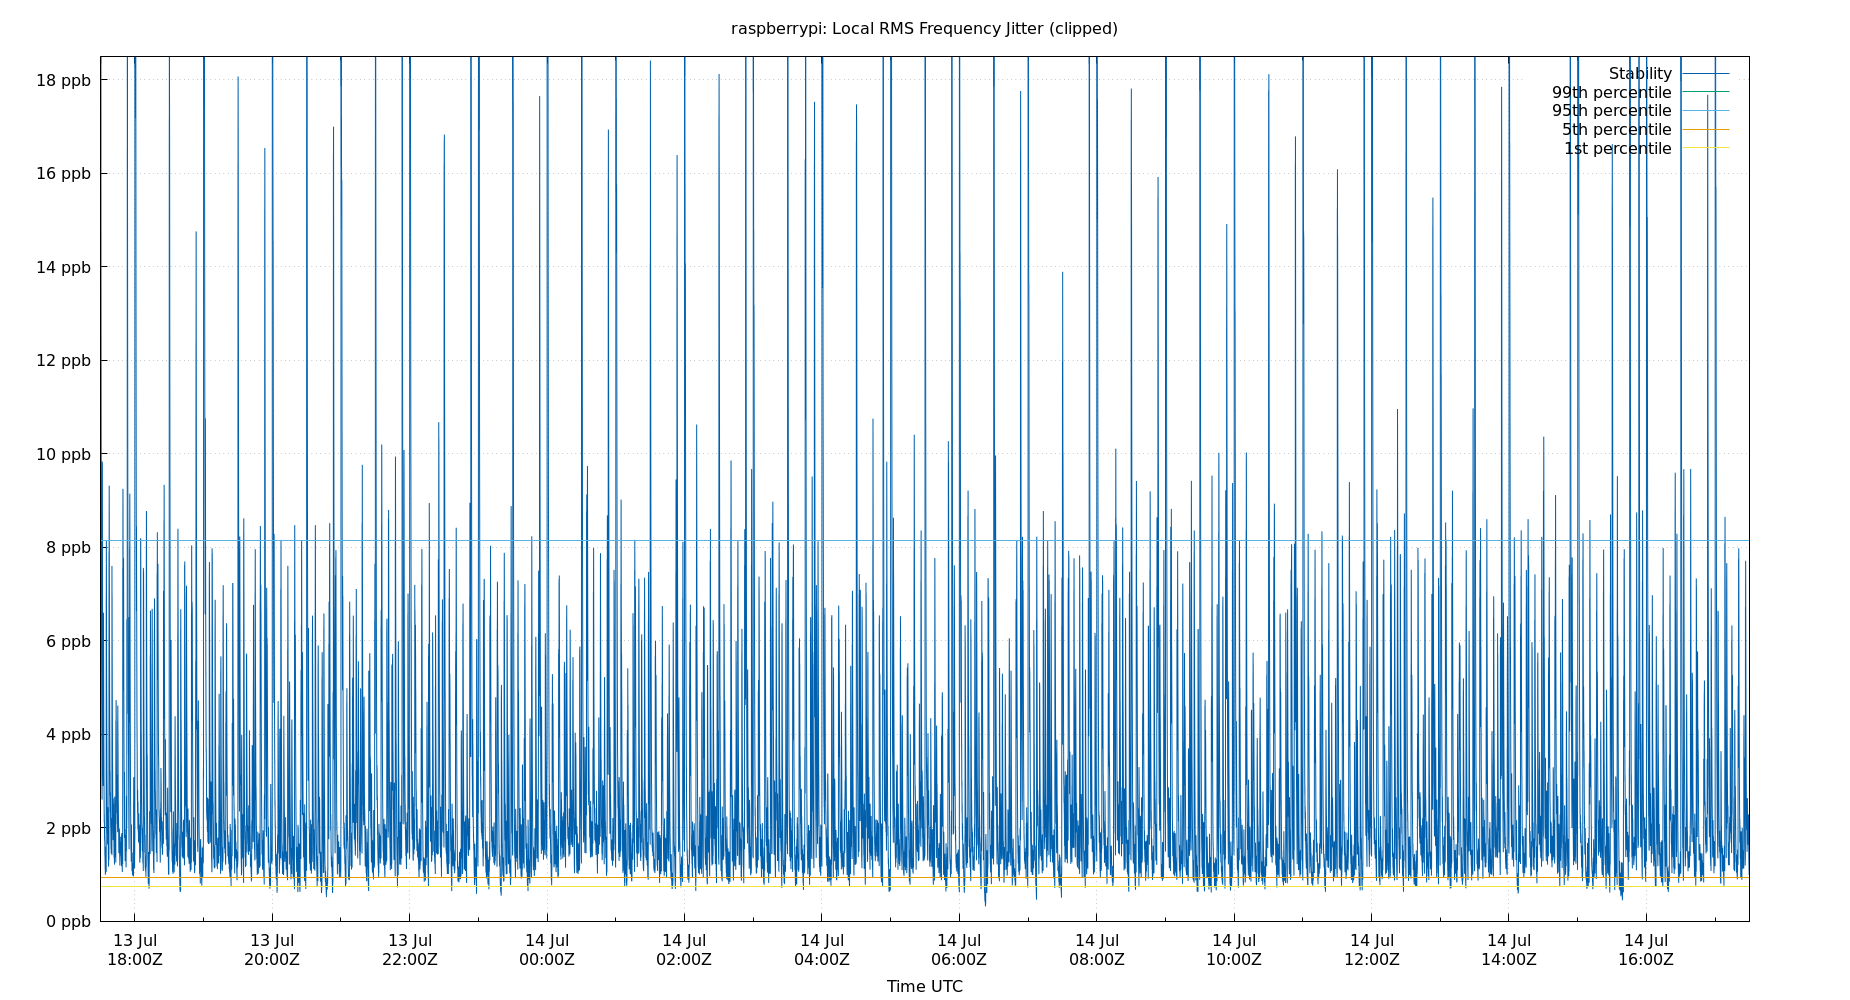 raspberrypi: Local RMS Frequency Jitter (clipped)
18 ppb
16 ppb
14 ppb
12 ppb
10 ppb
8 ppb
6 ppb
4 ppb
2 ppb
0 ppb
Stability
99th percentile
95th percentile
5th percentile
1st percentile
13 Jul 13 Jul 13 Jul 14 Jul 14 Jul 14 Jul 14 Jul 14 Jul 14 Jul 14 Jul 14 Jul 14 Jul
18:00Z 20:00Z 22:00Z 00:00Z 02:00Z 04:00Z 06:00Z 08:00Z 10:00Z 12:00Z 14:00Z 16:00Z
Time UTC